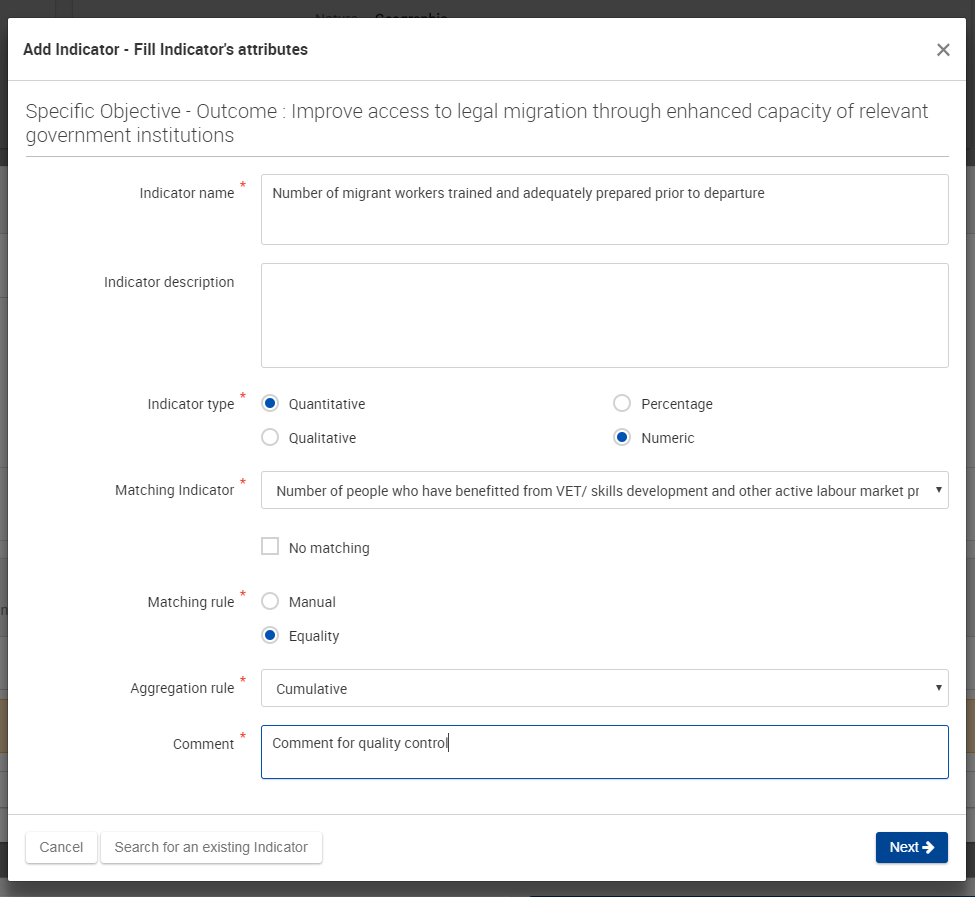 Nature Geographic
Add Indicator - Fill Indicator's attributes
Specific Objective - Outcome : Improve access to legal migration through enhanced capacity of relevant
government institutions
Indicator name *
Number of migrant workers trained and adequately prepared prior to departure
Indicator description
Indicator type *
Quantitative
Percentage
Qualitative
Numeric
Matching Indicator *
Number of people who have benefitted from VET/ skills development and other active labour market pr
No matching
Matching rule *
Manual
Equality
Aggregation rule *
Cumulative
Comment *
Comment for quality control
Cancel
Search for an existing Indicator
Next